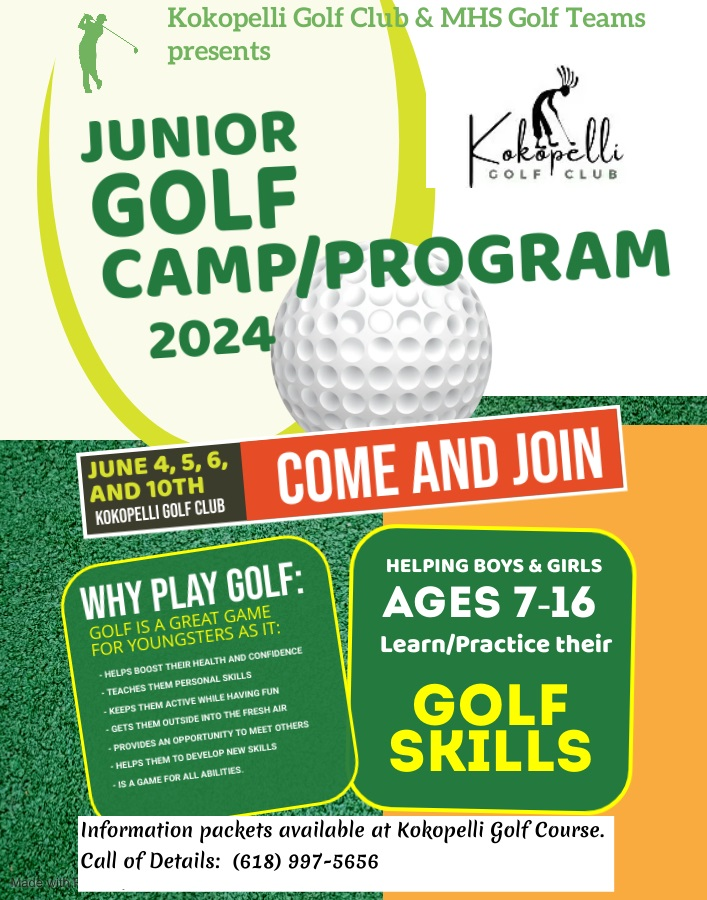 Kokopelli Golf Club & MHS Golf Teams
presents
Kokopelli
GOLF CLUB
JUNIOR
GOLF
CAMP/PROGRAM
2024
JUNE 4, 5, 6,
AND 10TH
KOKOPELLI GOLF CLUB
COME AND JOIN
WHY PLAY GOLF:
GOLF IS A GREAT GAME
FOR YOUNGSTERS AS IT:
- HELPS BOOST THEIR HEALTH AND CONFIDENCE
- TEACHES THEM PERSONAL SKILLS
- KEEPS THEM ACTIVE WHILE HAVING FUN
- GETS THEM OUTSIDE INTO THE FRESH AIR
- PROVIDES AN OPPORTUNITY TO MEET OTHERS
- HELPS THEM TO DEVELOP NEW SKILLS
- IS A GAME FOR ALL ABILITIES.
HELPING BOYS & GIRLS
AGES 7-16
Learn/Practice their
GOLF
SKILLS
Information packets available at Kokopelli Golf Course.
Call of Details: (618) 997-5656
Made with